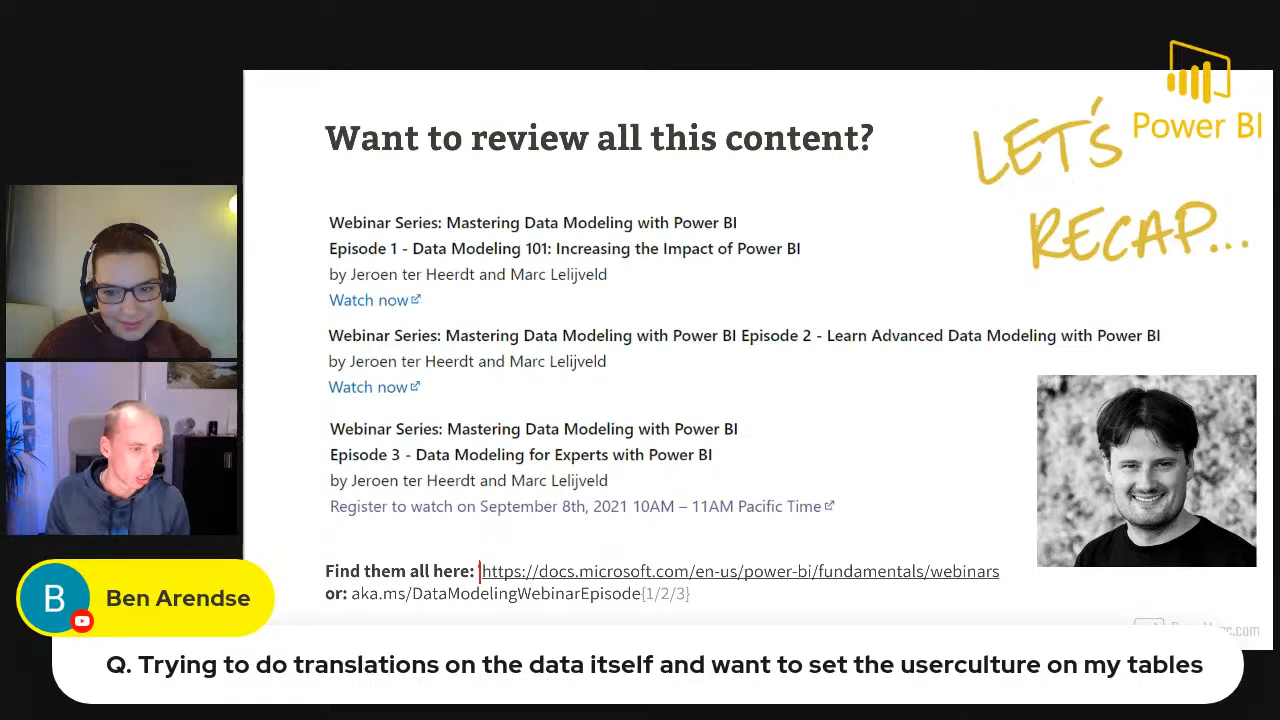 Want to review all this content?
LET'S
RECAP...
Power BI
Webinar Series: Mastering Data Modeling with Power BI
Episode 1 - Data Modeling 101: Increasing the Impact of Power BI
by Jeroen ter Heerdt and Marc Lelijveld
Watch now
Webinar Series: Mastering Data Modeling with Power BI Episode 2 - Learn Advanced Data Modeling with Power BI
by Jeroen ter Heerdt and Marc Lelijveld
Watch now
Webinar Series: Mastering Data Modeling with Power BI
Episode 3 - Data Modeling for Experts with Power BI
by Jeroen ter Heerdt and Marc Lelijveld
Register to watch on September 8th, 2021 10AM – 11AM Pacific Time
Find them all here: https://docs.microsoft.com/en-us/power-bi/fundamentals/webinars
or: aka.ms/DataModelingWebinarEpisode{1/2/3}
B
Ben Arendse
Q. Trying to do translations on the data itself and want to set the userculture on my tables